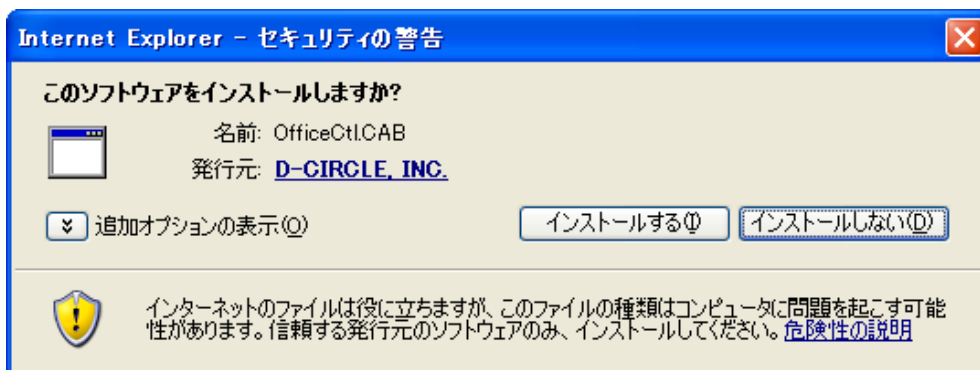 Internet Explorer - セキュリティの警告
このソフトウェアをインストールしますか?
名前: OfficeCtl.CAB
発行元: D-CIRCLE, INC.
追加オプションの表示(O)
インストールする(I)
インストールしない(D)
インターネットのファイルは役に立ちますが、このファイルの種類はコンピュータに問題を起こす可能
性があります。信頼する発行元のソフトウェアのみ、インストールしてください。危険性の説明